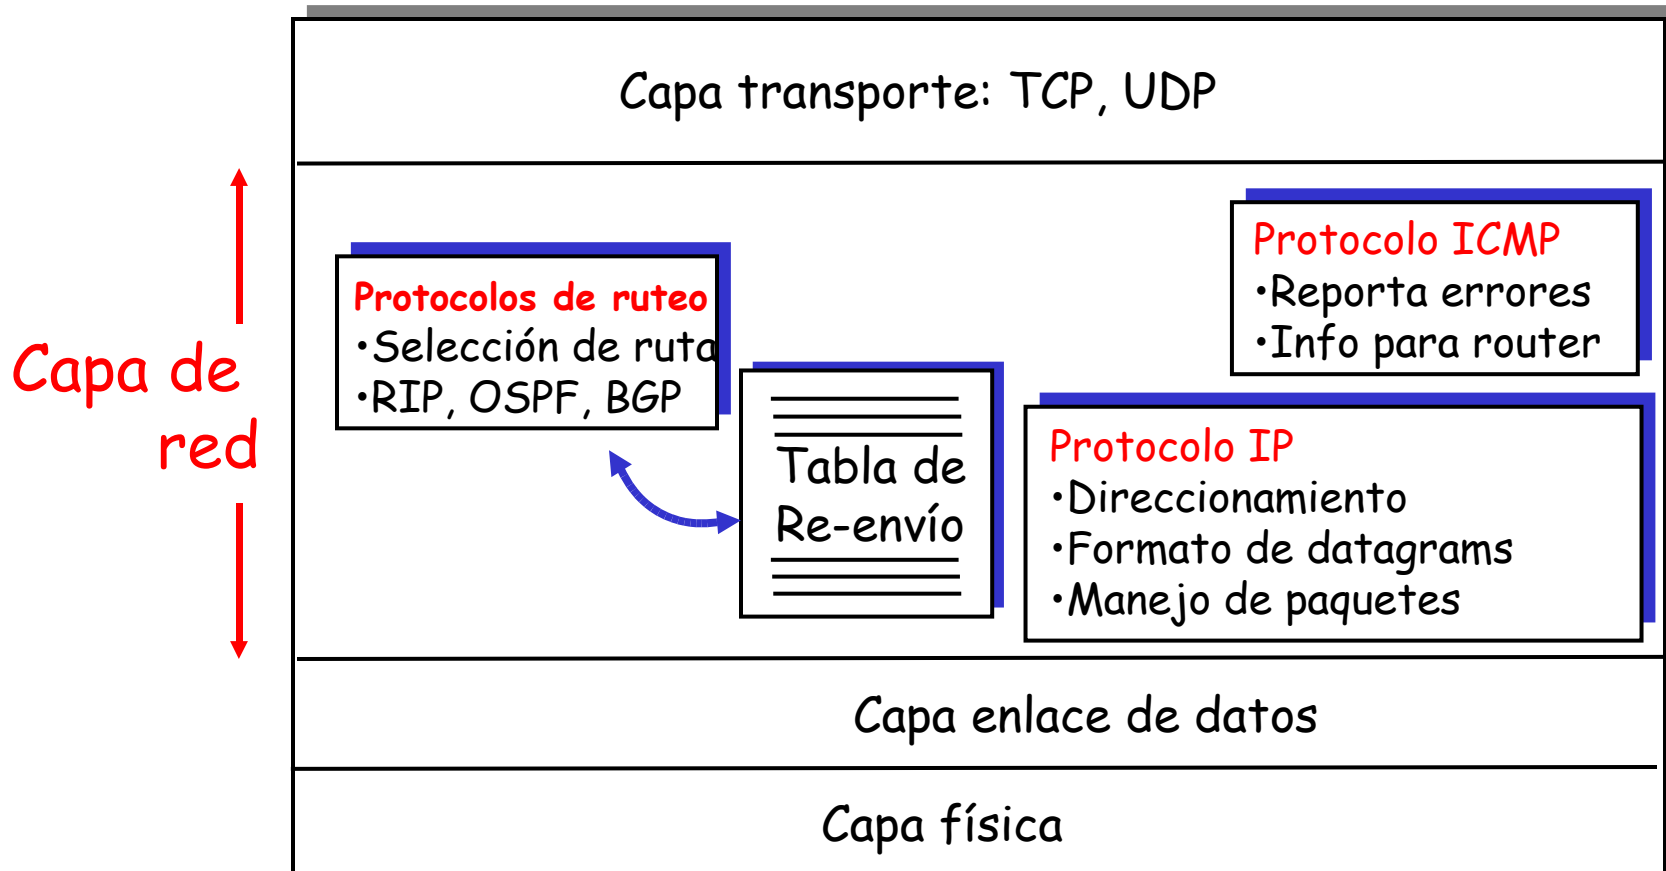 Capa transporte: TCP, UDP
Capa de
red
Protocolos de ruteo
•Selección de ruta
•RIP, OSPF, BGP
Tabla de
Re-envío
Protocolo ICMP
•Reporta errores
•Info para router
Protocolo IP
•Direccionamiento
•Formato de datagrams
•Manejo de paquetes
Capa enlace de datos
Capa física